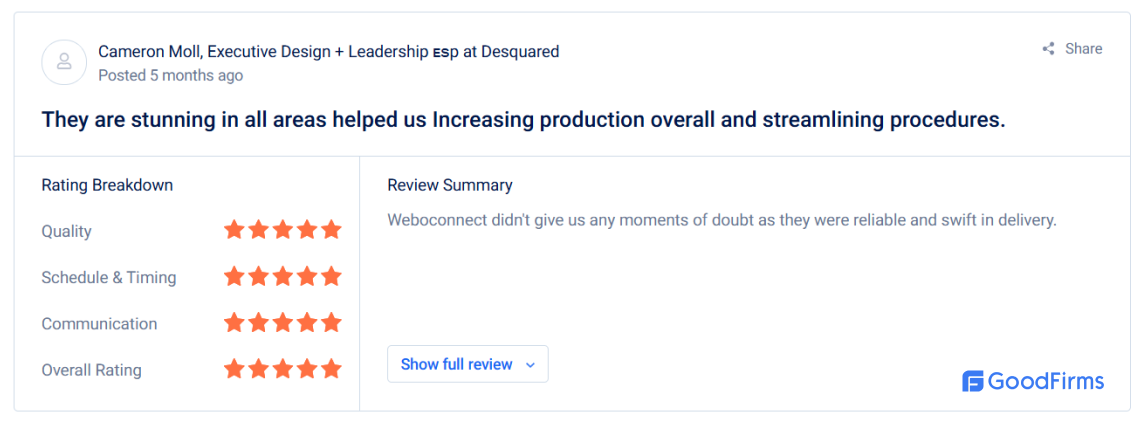 Cameron Moll, Executive Design + Leadership ESp at Desquared
Share
Posted 5 months ago
They are stunning in all areas helped us Increasing production overall and streamlining procedures.
Rating Breakdown
Quality
Schedule & Timing
Communication
Overall Rating
Review Summary
Weboconnect didn't give us any moments of doubt as they were reliable and swift in delivery.
Show full review
GoodFirms